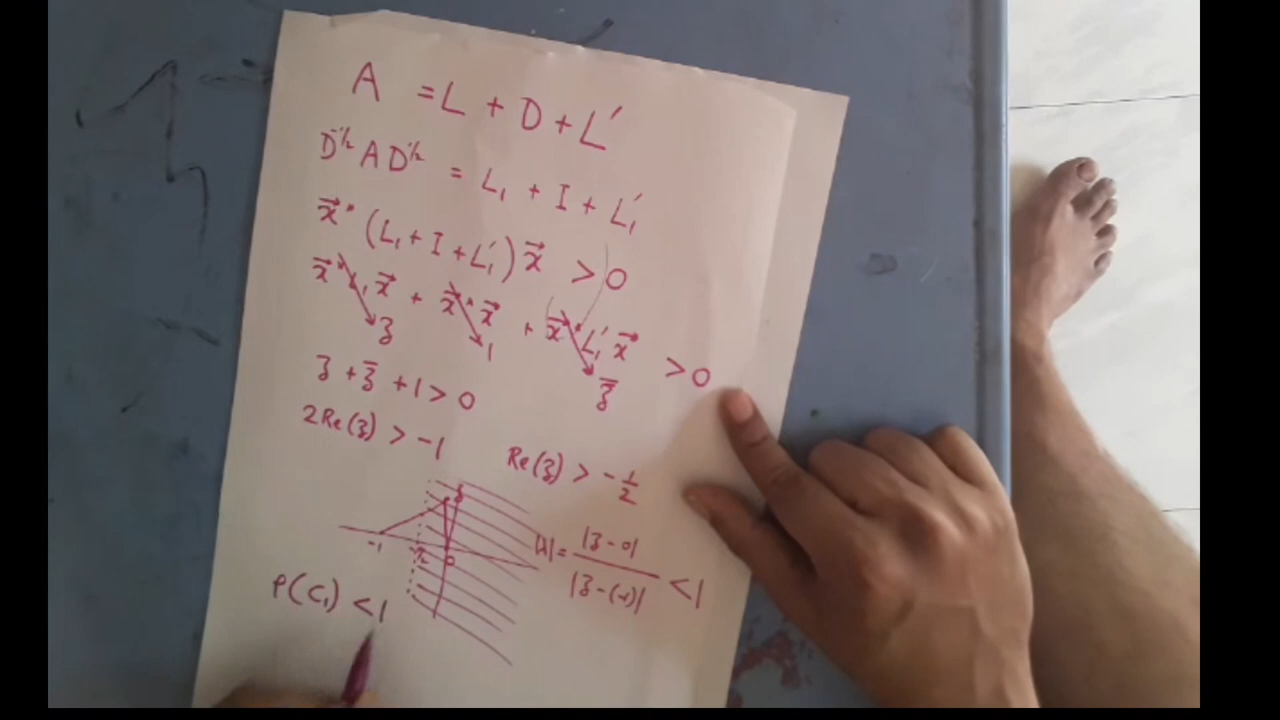 A = L + D + L′
D^-1/2 A D^-1/2 = L₁ + I + L₁′
x⃗* (L₁ + I + L₁′) x⃗ > 0
x⃗* L₁ x⃗ + x⃗* x⃗ + x⃗* L₁′ x⃗ > 0
z 1 z̄
z + z̄ + 1 > 0
2Re(z) > -1 Re(z) > -1/2
z
-1 -1/2 0
|λ| = |z - 0| / |z - (-1)| < 1
ρ(C₁) < 1